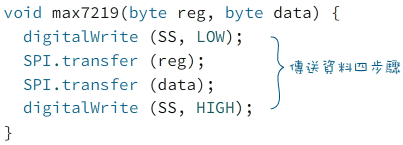 void max7219(byte reg, byte data) {
digitalWrite (SS, LOW);
SPI.transfer (reg);
SPI.transfer (data);
digitalWrite (SS, HIGH);
}
傳送資料四步驟